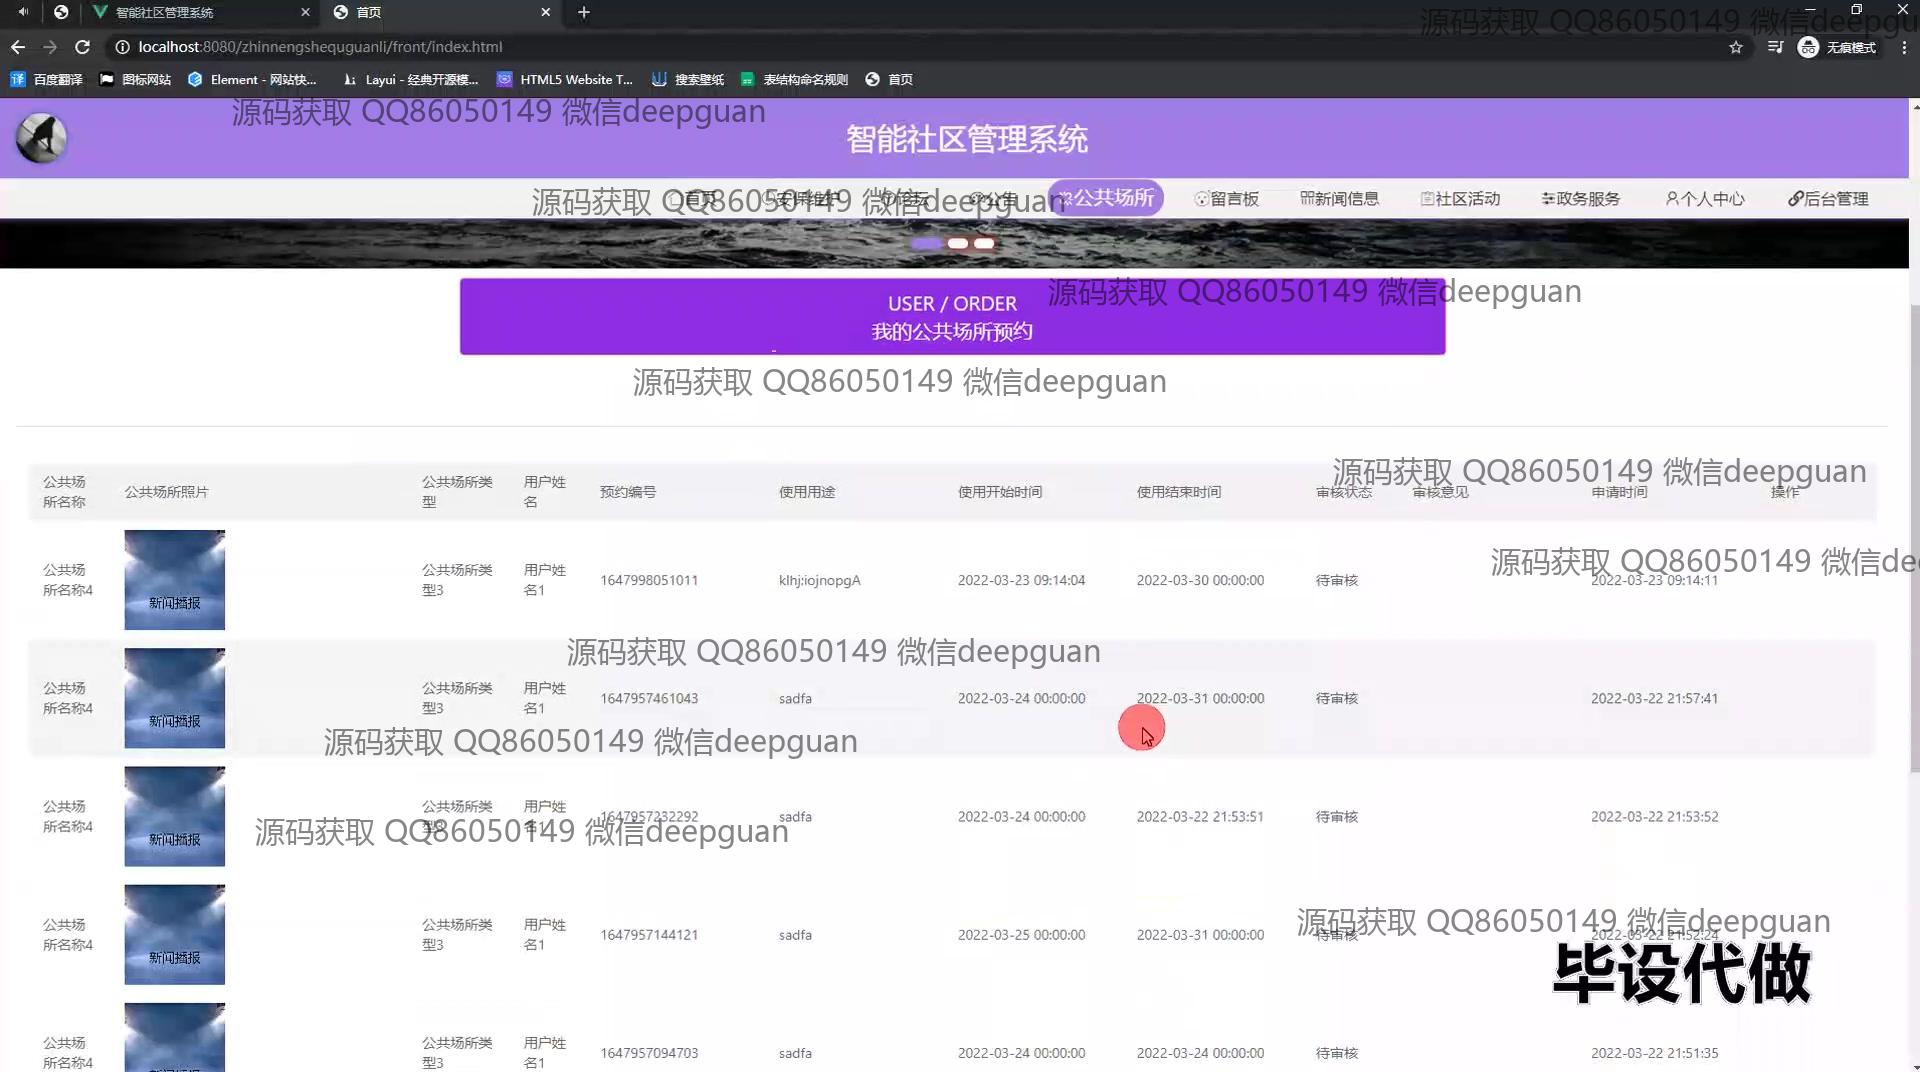 智能社区管理系统
首页
localhost:8080/zhinnengshequguanli/front/index.html
无痕模式
百度翻译
图标网站
Element - 网站快...
Layui - 经典开源模...
HTML5 Website T...
搜索壁纸
表结构命名规则
首页
源码获取 QQ86050149 微信deepgu
源码获取 QQ86050149 微信deepguan
智能社区管理系统
首页
安保维护
论坛
公告
公共场所
留言板
新闻信息
社区活动
政务服务
个人中心
后台管理
源码获取 QQ86050149 微信deepguan
USER / ORDER
我的公共场所预约
源码获取 QQ86050149 微信deepguan
源码获取 QQ86050149 微信deepguan
公共场所名称 公共场所照片 公共场所类型 用户姓名 预约编号 使用用途 使用开始时间 使用结束时间 审核状态 审核意见 申请时间 操作
源码获取 QQ86050149 微信deepguan
公共场所名称4 新闻播报 公共场所类型3 用户姓名1 1647998051011 klhj;iojnopgA 2022-03-23 09:14:04 2022-03-30 00:00:00 待审核 2022-03-23 09:14:11
源码获取 QQ86050149 微信de
源码获取 QQ86050149 微信deepguan
公共场所名称4 新闻播报 公共场所类型3 用户姓名1 1647957461043 sadfa 2022-03-24 00:00:00 2022-03-31 00:00:00 待审核 2022-03-22 21:57:41
源码获取 QQ86050149 微信deepguan
公共场所名称4 新闻播报 公共场所类型3 用户姓名1 1647957232292 sadfa 2022-03-24 00:00:00 2022-03-22 21:53:51 待审核 2022-03-22 21:53:52
源码获取 QQ86050149 微信deepguan
公共场所名称4 新闻播报 公共场所类型3 用户姓名1 1647957144121 sadfa 2022-03-25 00:00:00 2022-03-31 00:00:00 待审核 2022-03-22 21:52:24
源码获取 QQ86050149 微信deepguan
毕设代做
公共场所名称4 公共场所类型3 用户姓名1 1647957094703 sadfa 2022-03-24 00:00:00 2022-03-24 00:00:00 待审核 2022-03-22 21:51:35